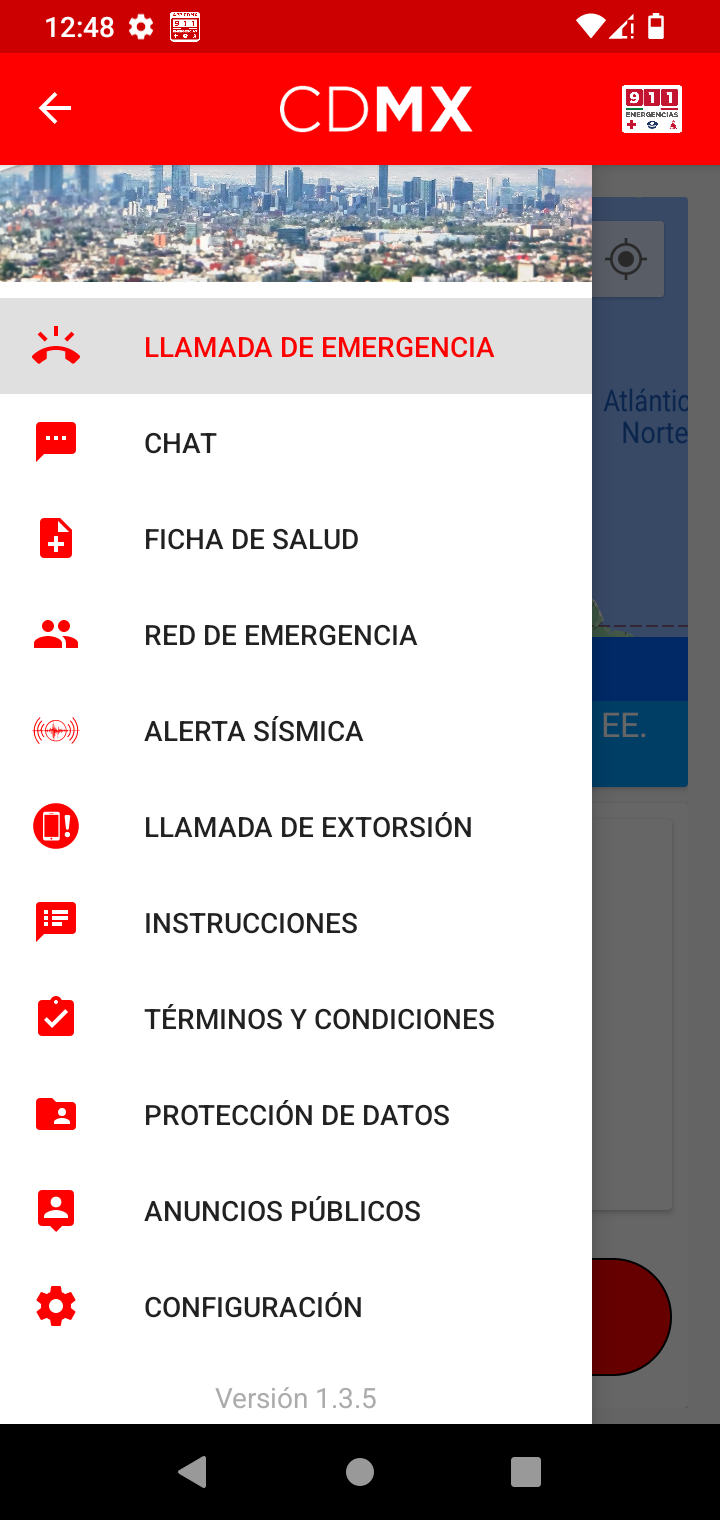 12:48
CDMX
911
EMERGENCIAS
LLAMADA DE EMERGENCIA
Atlántic
Norte
CHAT
FICHA DE SALUD
RED DE EMERGENCIA
ALERTA SÍSMICA
EE.
LLAMADA DE EXTORSIÓN
INSTRUCCIONES
TÉRMINOS Y CONDICIONES
PROTECCIÓN DE DATOS
ANUNCIOS PÚBLICOS
CONFIGURACIÓN
Versión 1.3.5